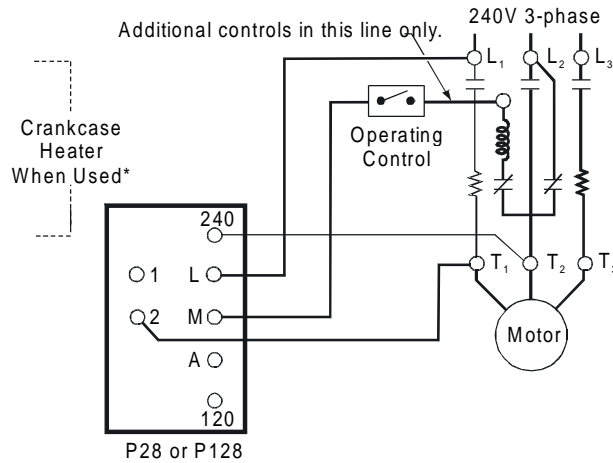 240V 3-phase
Additional controls in this line only.
L1
L2
L3
Crankcase
Heater
When Used*
Operating
Control
240
1
L
T1
T2
T3
2
M
Motor
A
120
P28 or P128